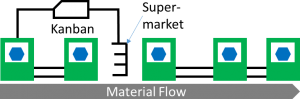 Super-
market
Kanban
Material Flow